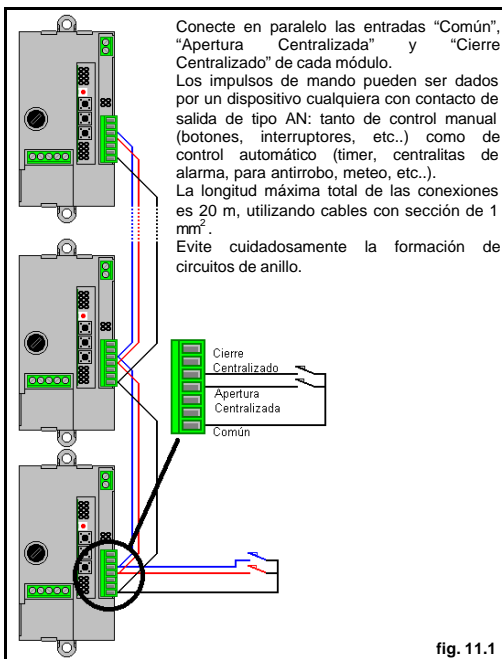 Conecte en paralelo las entradas “Común”,
“Apertura Centralizada” y “Cierre
Centralizado” de cada módulo.
Los impulsos de mando pueden ser dados
por un dispositivo cualquiera con contacto de
salida de tipo AN: tanto de control manual
(botones, interruptores, etc..) como de
control automático (timer, centralitas de
alarma, para antirrobo, meteo, etc..).
La longitud máxima total de las conexiones
es 20 m, utilizando cables con sección de 1
mm².
Evite cuidadosamente la formación de
circuitos de anillo.
Cierre
Centralizado
Apertura
Centralizada
Común
fig. 11.1